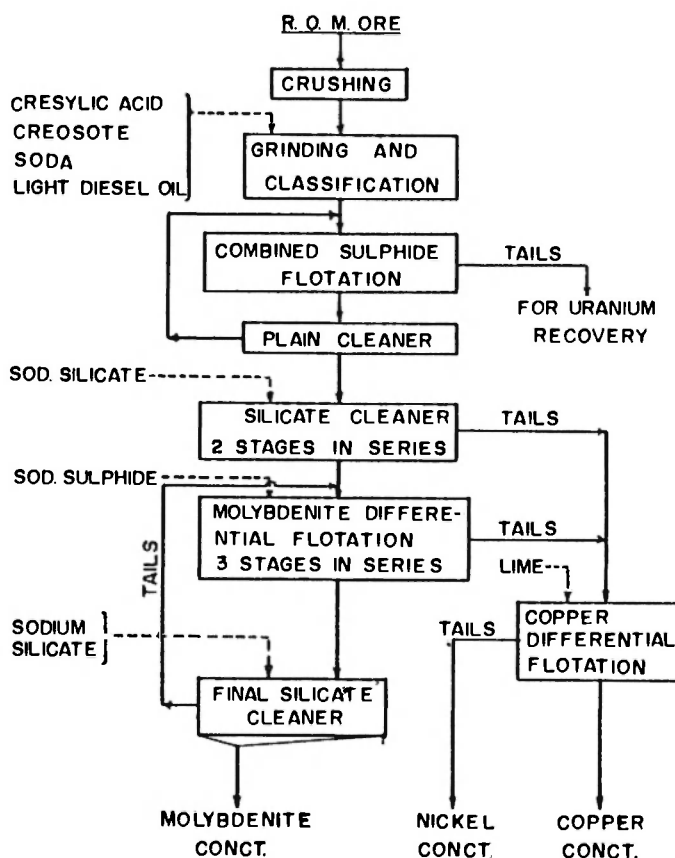 R. O. M. ORE
CRUSHING
CRESYLIC ACID
CREOSOTE
SODA
LIGHT DIESEL OIL
GRINDING AND
CLASSIFICATION
COMBINED SULPHIDE
FLOTATION
TAILS
FOR URANIUM
RECOVERY
PLAIN CLEANER
SOD. SILICATE
SILICATE CLEANER
2 STAGES IN SERIES
TAILS
SOD. SULPHIDE
MOLYBDENITE DIFFERE-
NTIAL FLOTATION
3 STAGES IN SERIES
TAILS
TAILS
LIME
COPPER
DIFFERENTIAL
FLOTATION
TAILS
SODIUM
SILICATE
FINAL SILICATE
CLEANER
MOLYBDENITE
CONCT.
NICKEL
CONCT.
COPPER
CONCT.